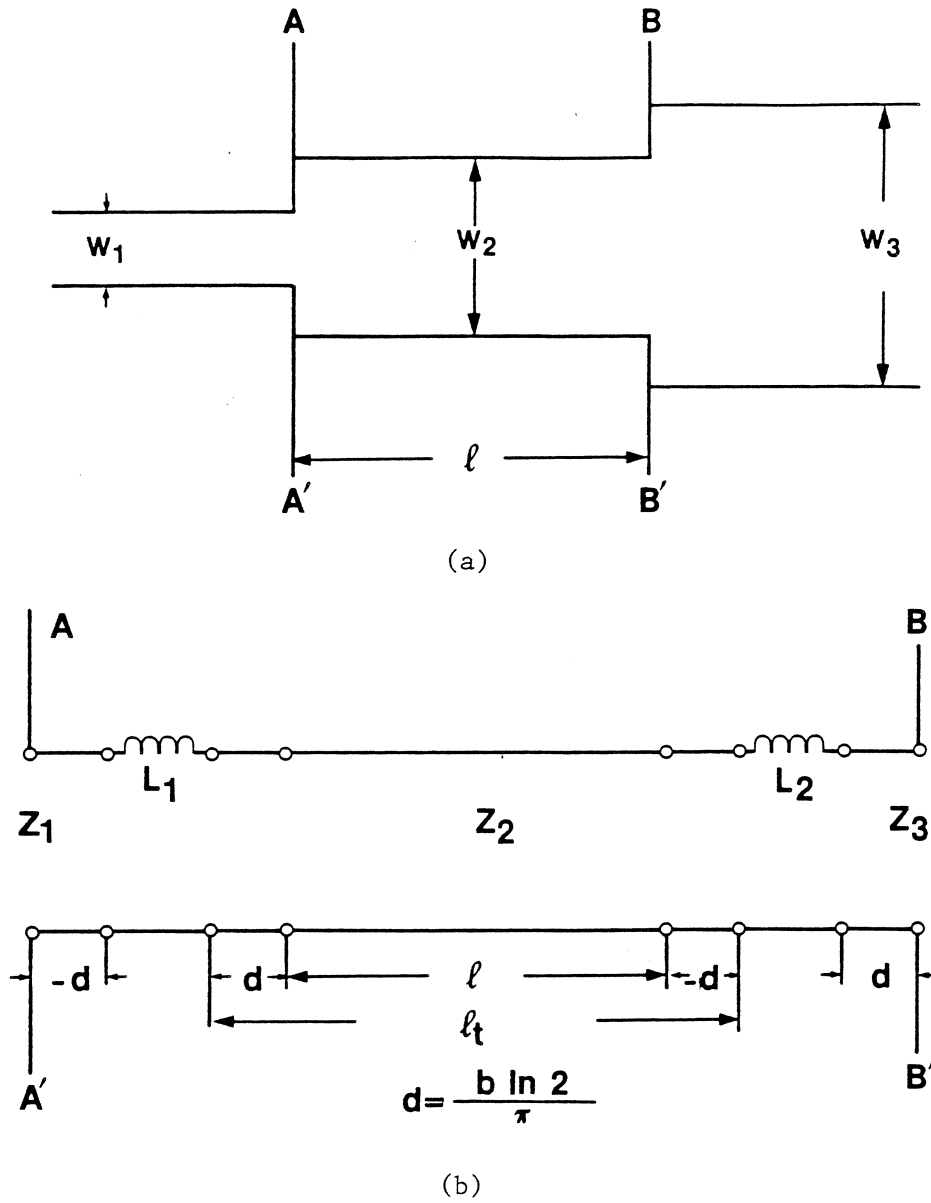 A B
w1 w2 w3
ℓ
A′ B′
(a)
A B
L1 L2
Z1 Z2 Z3
-d d ℓ -d d
ℓt
A′ B′
d= b ln 2 / π
(b)